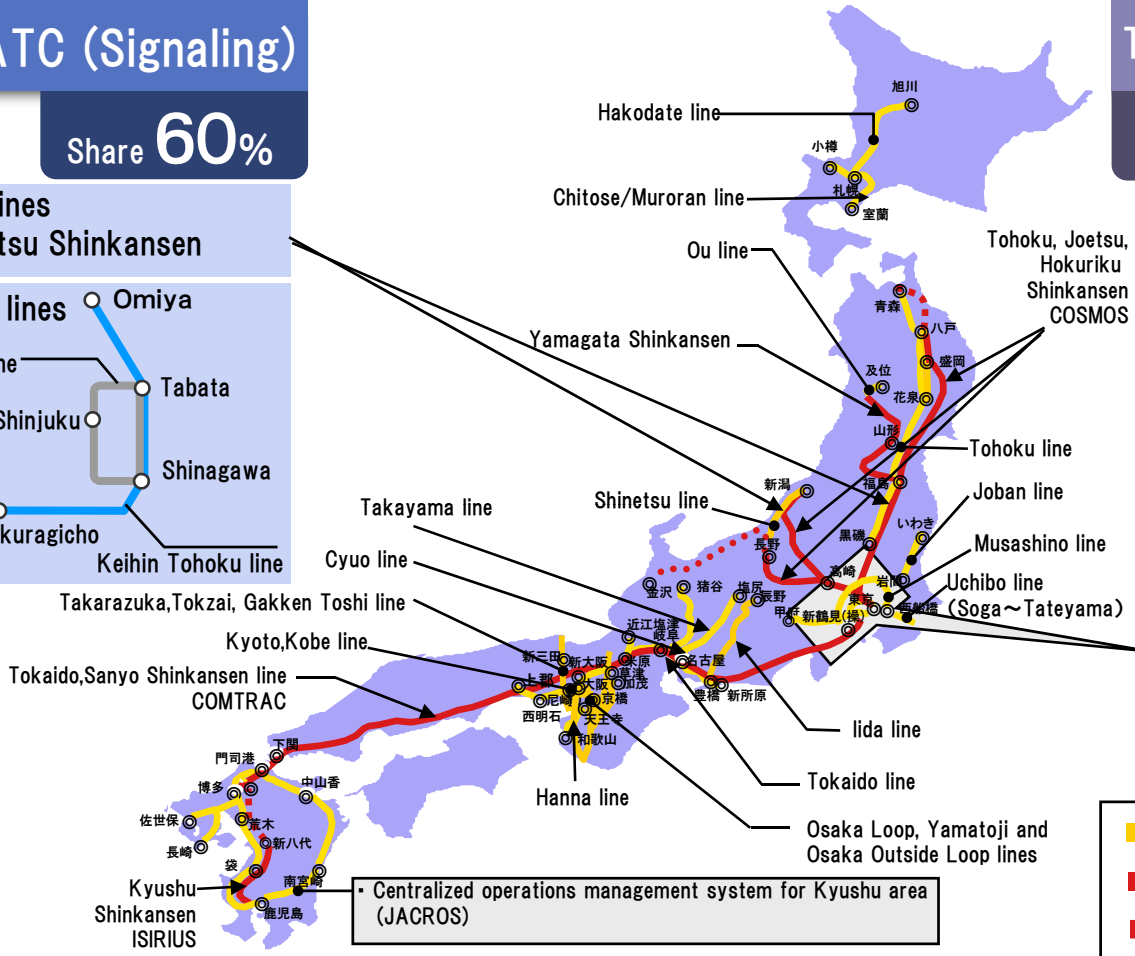 ATC (Signaling)
Share 60%
T
ines
tsu Shinkansen
lines
Omiya
ne
Tabata
Shinjuku
Shinagawa
kuragicho
Keihin Tohoku line
Hakodate line
旭川
小樽
札幌
Chitose/Muroran line
室蘭
Ou line
Tohoku, Joetsu,
Hokuriku
Shinkansen
COSMOS
青森
八戸
Yamagata Shinkansen
盛岡
及位
花泉
山形
Tohoku line
福島
新潟
Shinetsu line
Joban line
Takayama line
いわき
黒磯
長野
Musashino line
Cyuo line
高崎
岩間
金沢
猪谷
塩尻
辰野
Uchibo line
(Soga～Tateyama)
東京
西船橋
甲府
新鶴見(操)
Takarazuka,Tokzai, Gakken Toshi line
近江塩津
岐阜
Kyoto,Kobe line
新三田
新大阪
米原
名古屋
Tokaido,Sanyo Shinkansen line
COMTRAC
上郡
大阪
草津
加茂
豊橋
新所原
尼崎
京橋
西明石
天王寺
Iida line
和歌山
下関
門司港
Tokaido line
博多
中山香
Hanna line
佐世保
荒木
Osaka Loop, Yamatoji and
Osaka Outside Loop lines
長崎
新八代
袋
南宮崎
Kyushu
Shinkansen
ISIRIUS
鹿児島
・ Centralized operations management system for Kyushu area
(JACROS)